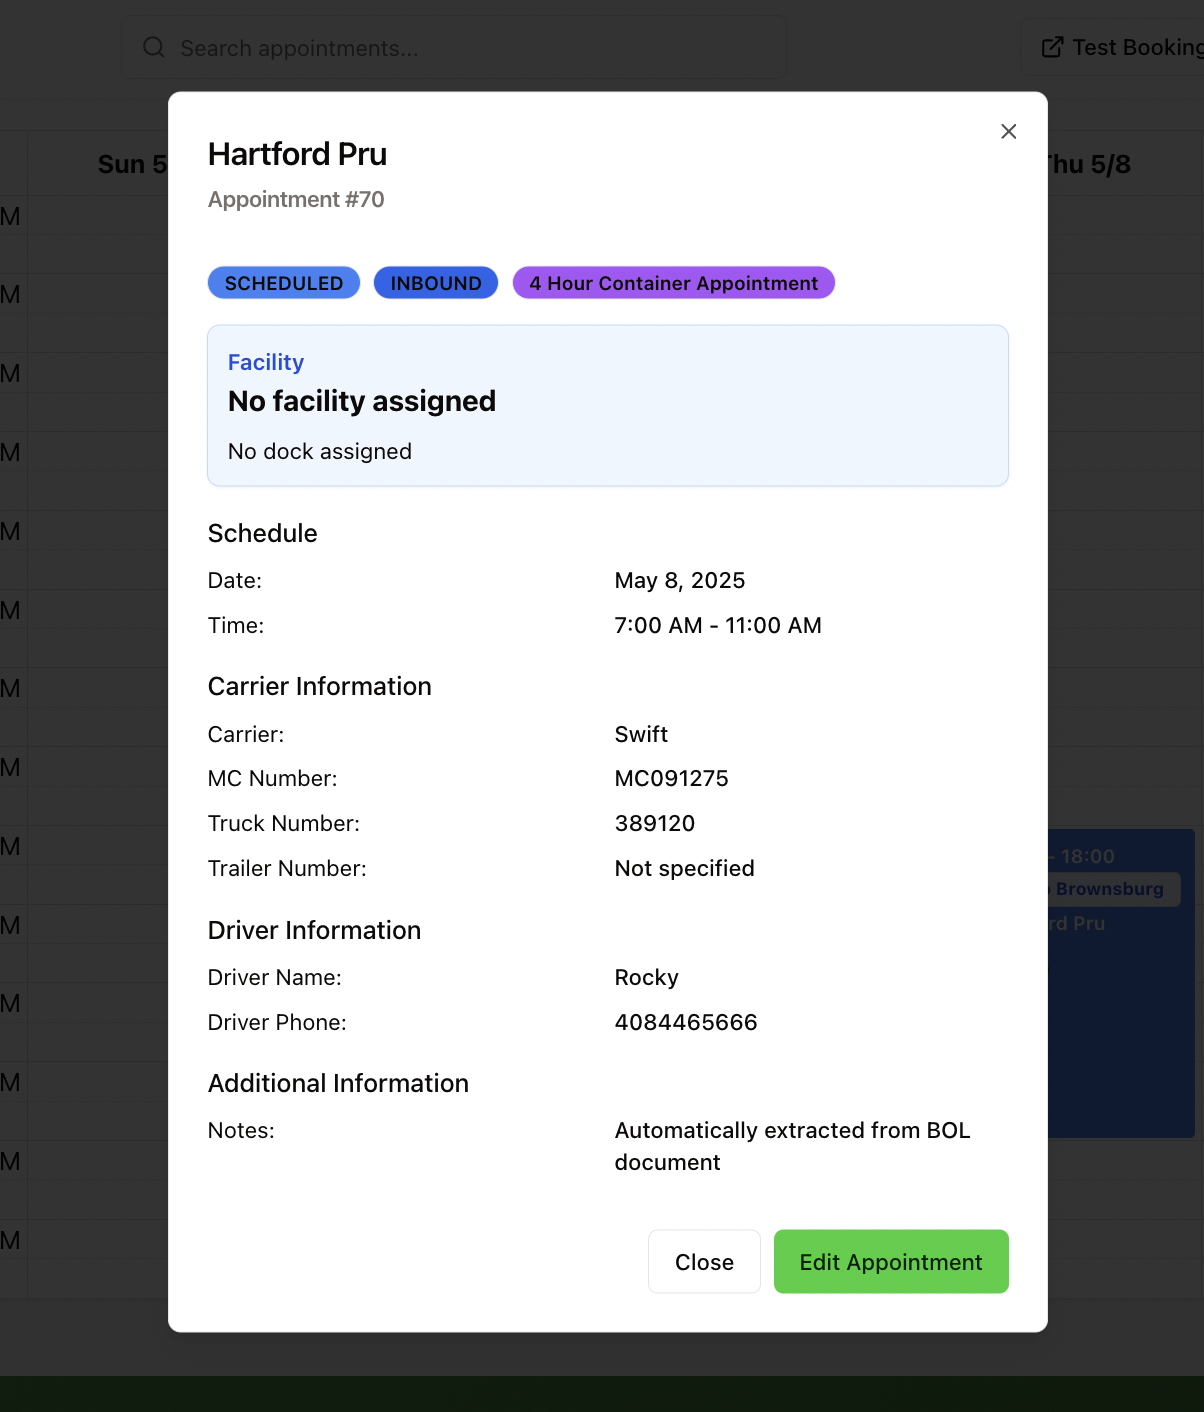 Search appointments...
Test Booking
Sun 5
Thu 5/8
M
M
M
M
M
M
M
M
M
M
M
M
M
M
Hartford Pru
Appointment #70
SCHEDULED
INBOUND
4 Hour Container Appointment
Facility
No facility assigned
No dock assigned
Schedule
Date: May 8, 2025
Time: 7:00 AM - 11:00 AM
Carrier Information
Carrier: Swift
MC Number: MC091275
Truck Number: 389120
Trailer Number: Not specified
Driver Information
Driver Name: Rocky
Driver Phone: 4084465666
Additional Information
Notes: Automatically extracted from BOL
document
Close
Edit Appointment
- 18:00
Brownsburg
rd Pru